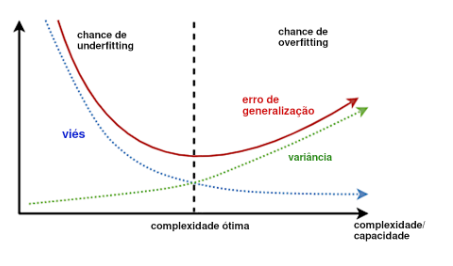 chance de
underfitting
chance de
overfitting
erro de
generalização
viés
variância
complexidade ótima
complexidade/
capacidade